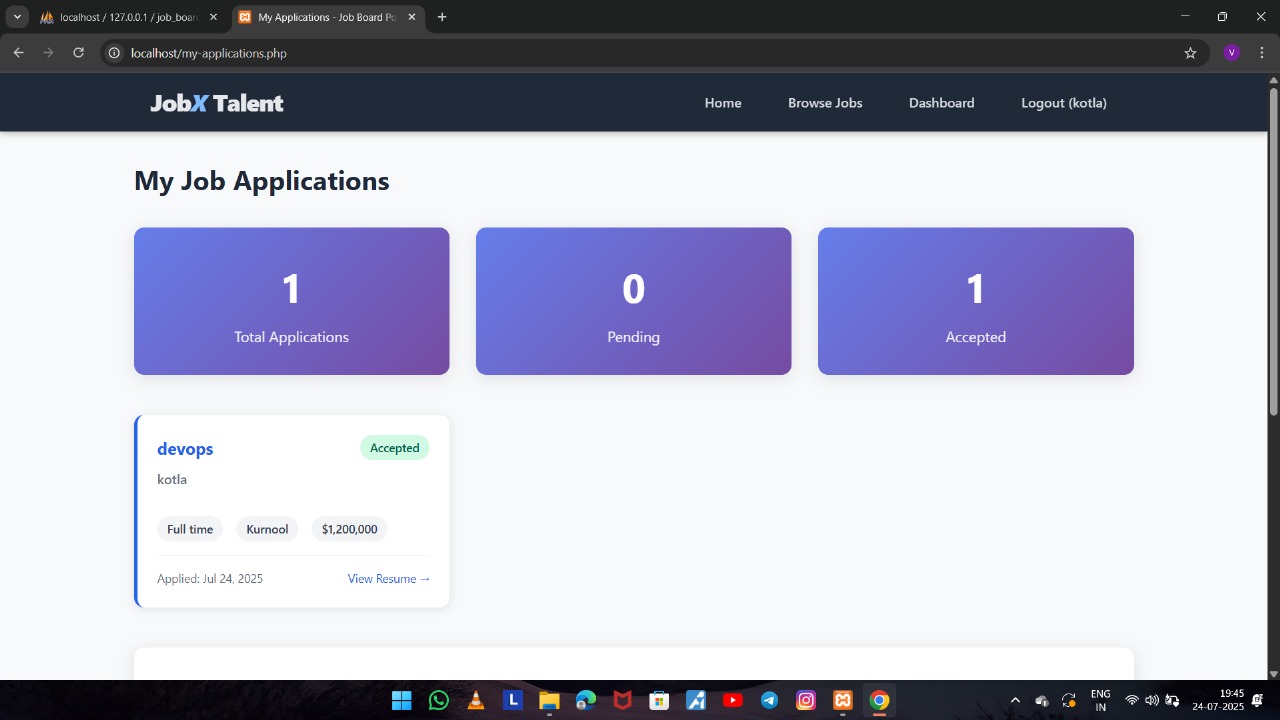 localhost / 127.0.0.1 / job_boar
My Applications - Job Board Po
localhost/my-applications.php
V
JobX Talent
Home
Browse Jobs
Dashboard
Logout (kotla)
My Job Applications
1
Total Applications
0
Pending
1
Accepted
devops
Accepted
kotla
Full time
Kurnool
$1,200,000
Applied: Jul 24, 2025
View Resume →
L
ENG
IN
19:45
24-07-2025